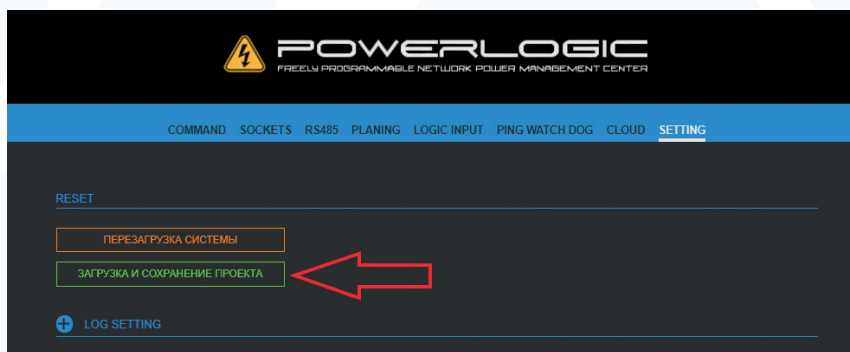 POWERLOGIC
FREELY PROGRAMMABLE NETWORK POWER MANAGEMENT CENTER
COMMAND SOCKETS RS485 PLANING LOGIC INPUT PING WATCH DOG CLOUD SETTING
RESET
ПЕРЕЗАГРУЗКА СИСТЕМЫ
ЗАГРУЗКА И СОХРАНЕНИЕ ПРОЕКТА
LOG SETTING